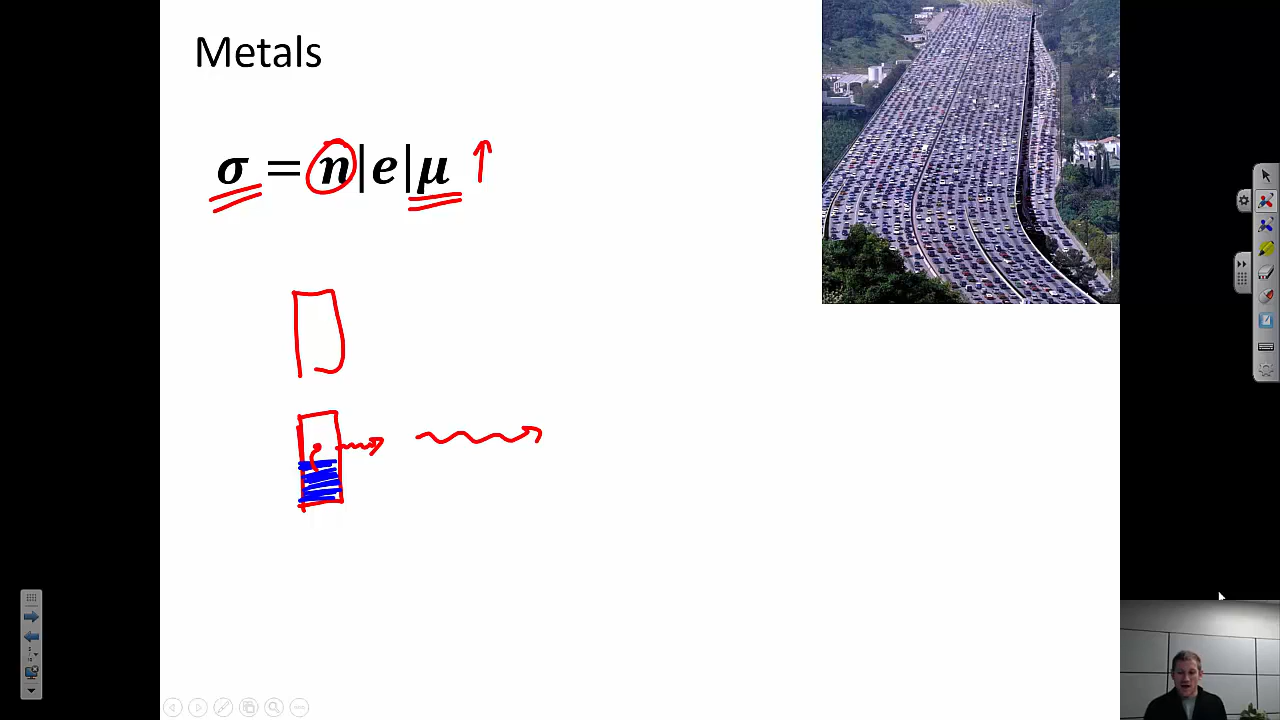 Metals
σ = n|e|μ ↑